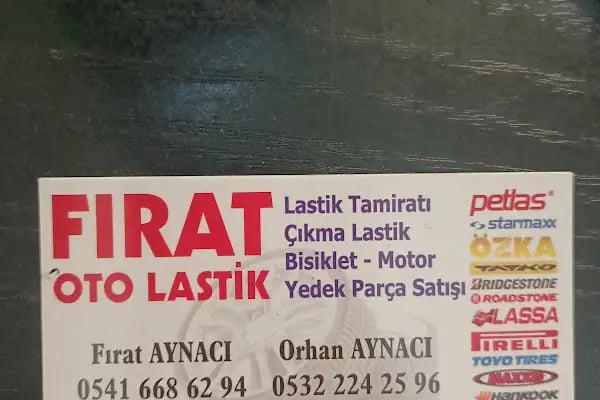 FIRAT
OTO LASTİK
Lastik Tamiratı
Çıkma Lastik
Bisiklet - Motor
Yedek Parça Satışı
Fırat AYNACI
0541 668 62 94
Orhan AYNACI
0532 224 25 96
petlas
starmaxx
ÖZKA
TATKO
BRIDGESTONE
ROADSTONE
LASSA
PIRELLI
TOYO TIRES
MAXXIS
HANKOOK